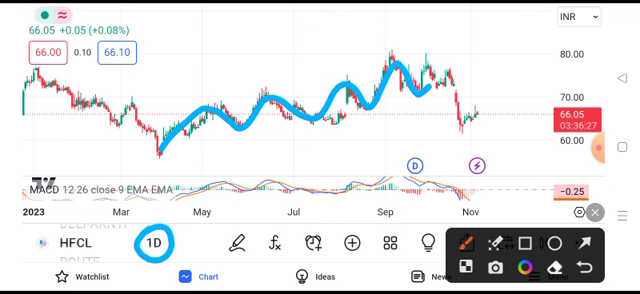 INR
66.05 +0.05 (+0.08%)
66.00 0.10 66.10
80.00
70.00
66.05
03:36:27
60.00
D
MACD 12 26 close 9 EMA EMA
−0.25
2023 Mar May Jul Sep Nov
HFCL 1D
Watchlist Chart Ideas News